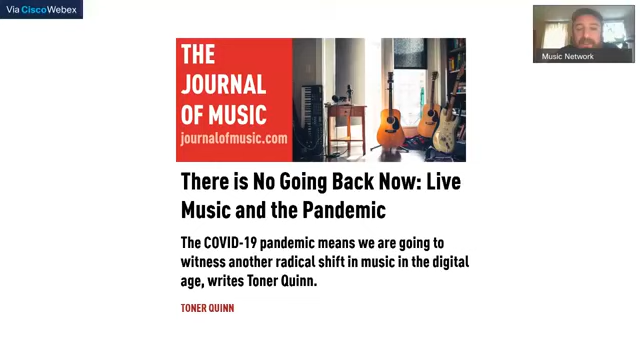 Via CiscoWebex
Music Network
THE
JOURNAL
OF MUSIC
journalofmusic.com
There is No Going Back Now: Live
Music and the Pandemic
The COVID-19 pandemic means we are going to
witness another radical shift in music in the digital
age, writes Toner Quinn.
TONER QUINN